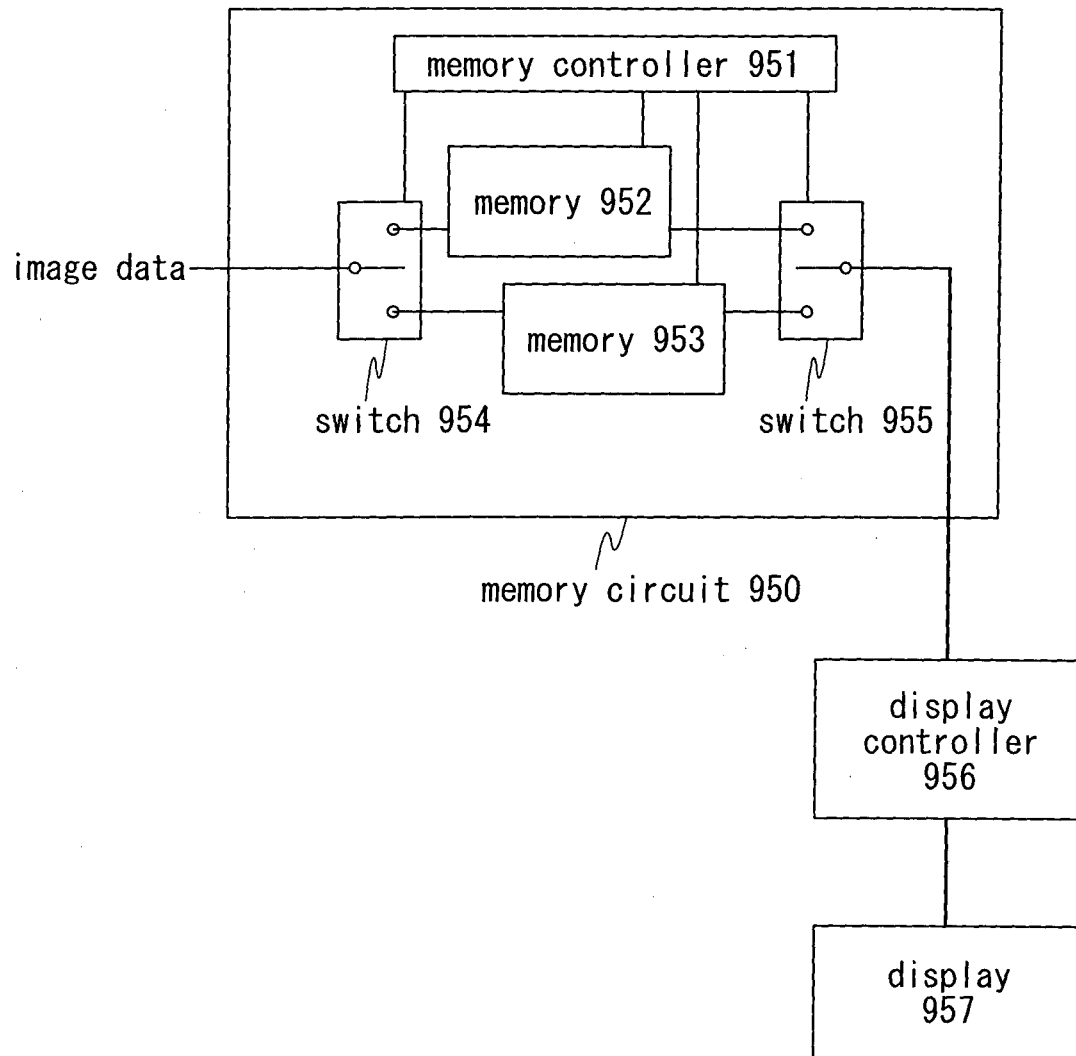 memory controller 951
memory 952
image data
memory 953
switch 954
switch 955
memory circuit 950
display
controller
956
display
957